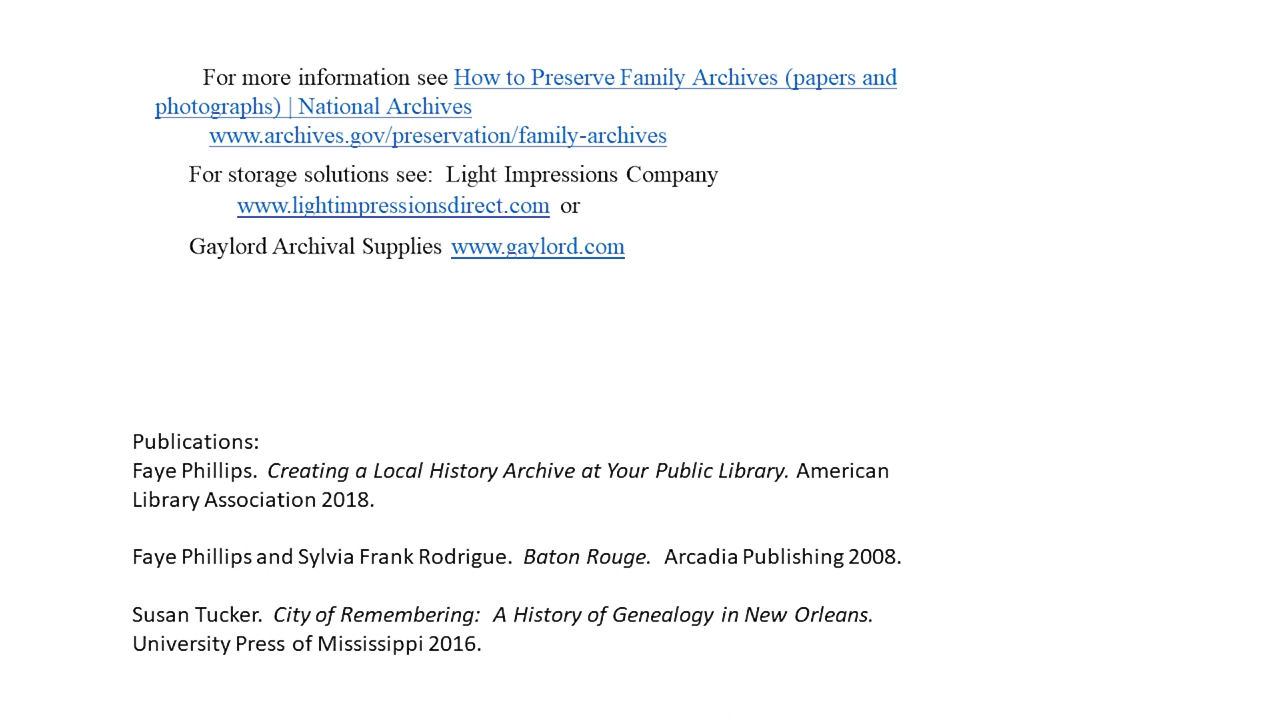 For more information see How to Preserve Family Archives (papers and
photographs) | National Archives
www.archives.gov/preservation/family-archives
For storage solutions see: Light Impressions Company
www.lightimpressionsdirect.com or
Gaylord Archival Supplies www.gaylord.com
Publications:
Faye Phillips. Creating a Local History Archive at Your Public Library. American
Library Association 2018.
Faye Phillips and Sylvia Frank Rodrigue. Baton Rouge. Arcadia Publishing 2008.
Susan Tucker. City of Remembering: A History of Genealogy in New Orleans.
University Press of Mississippi 2016.